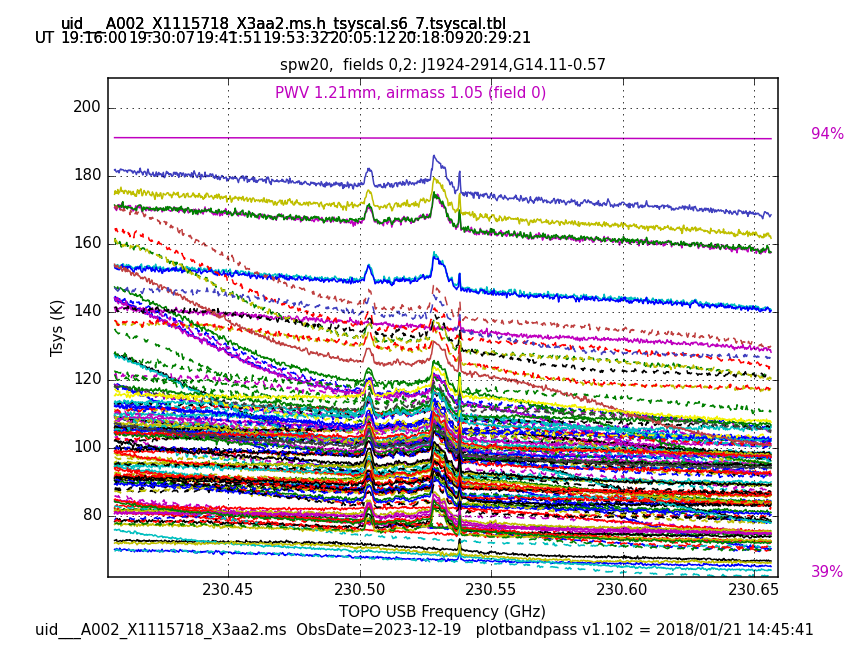 uid___A002_X1115718_X3aa2.ms.h_tsyscal.s6_7.tsyscal.tbl
UT 19:16:00 19:30:07 19:41:51 19:53:32 20:05:12 20:18:09 20:29:21
spw20, fields 0,2: J1924-2914,G14.11-0.57
PWV 1.21mm, airmass 1.05 (field 0)
94%
39%
200
180
160
140
120
100
80
Tsys (K)
230.45 230.50 230.55 230.60 230.65
TOPO USB Frequency (GHz)
uid___A002_X1115718_X3aa2.ms ObsDate=2023-12-19 plotbandpass v1.102 = 2018/01/21 14:45:41